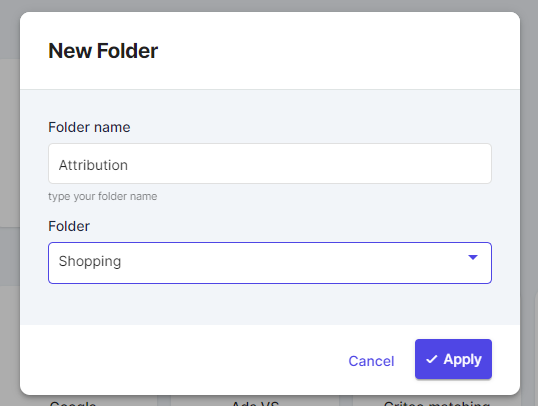 New Folder
Folder name
Attribution
type your folder name
Folder
Shopping
Cancel
Apply
Google
Ads VS
Criteo matching